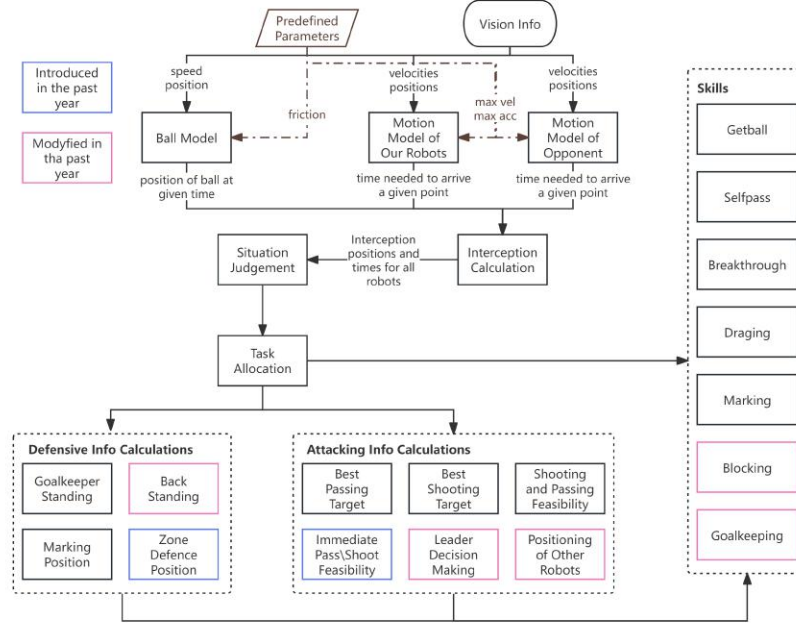 Predefined
Parameters
Vision Info
Introduced
in the past
year
Modyfied in
tha past
year
speed
position
friction
velocities
positions
max vel
max acc
velocities
positions
Ball Model
Motion
Model of
Our Robots
Motion
Model of
Opponent
position of ball at
given time
time needed to arrive
a given point
time needed to arrive
a given point
Situation
Judgement
Interception
positions and
times for all
robots
Interception
Calculation
Task
Allocation
Defensive Info Calculations
Goalkeeper
Standing
Back
Standing
Marking
Position
Zone
Defence
Position
Attacking Info Calculations
Best
Passing
Target
Best
Shooting
Target
Shooting
and Passing
Feasibility
Immediate
Pass\Shoot
Feasibility
Leader
Decision
Making
Positioning
of Other
Robots
Skills
Getball
Selfpass
Breakthrough
Draging
Marking
Blocking
Goalkeeping